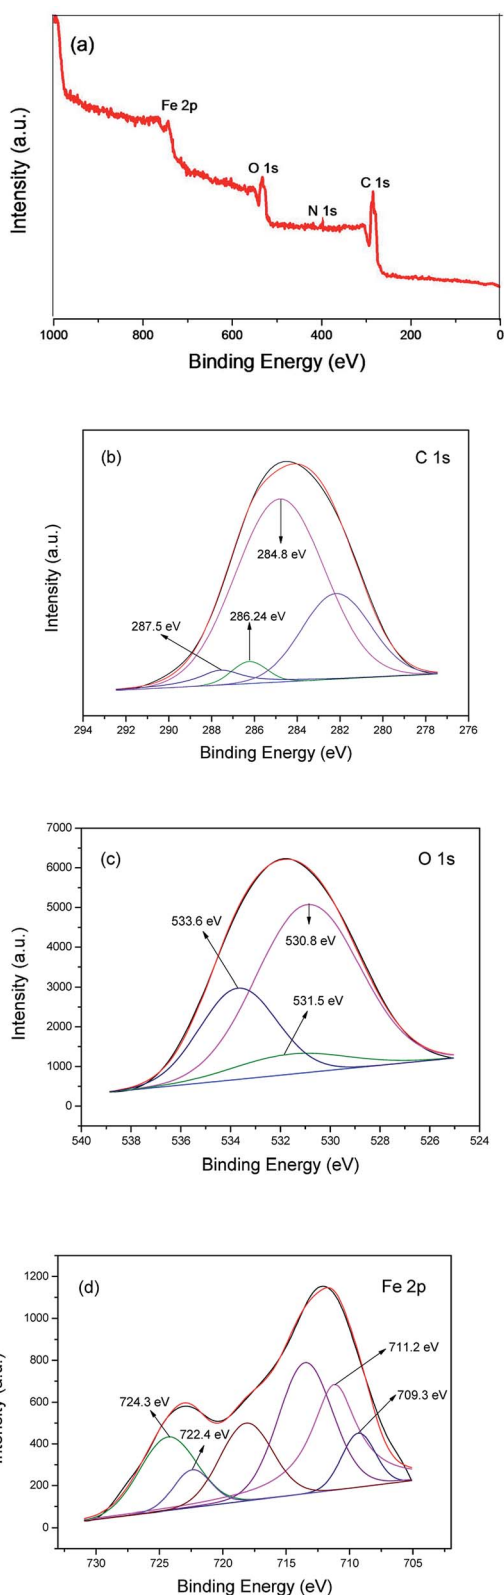 (a)
Fe 2p
O 1s
N 1s
C 1s
Intensity (a.u.)
1000 800 600 400 200 0
Binding Energy (eV)
(b)
C 1s
284.8 eV
286.24 eV
287.5 eV
Intensity (a.u.)
294 292 290 288 286 284 282 280 278 276
Binding Energy (eV)
(c)
O 1s
7000
6000
5000
4000
3000
2000
1000
0
533.6 eV
530.8 eV
531.5 eV
Intensity (a.u.)
540 538 536 534 532 530 528 526 524
Binding Energy (eV)
(d)
Fe 2p
1200
1000
800
600
400
200
0
711.2 eV
709.3 eV
724.3 eV
722.4 eV
730 725 720 715 710 705
Binding Energy (eV)